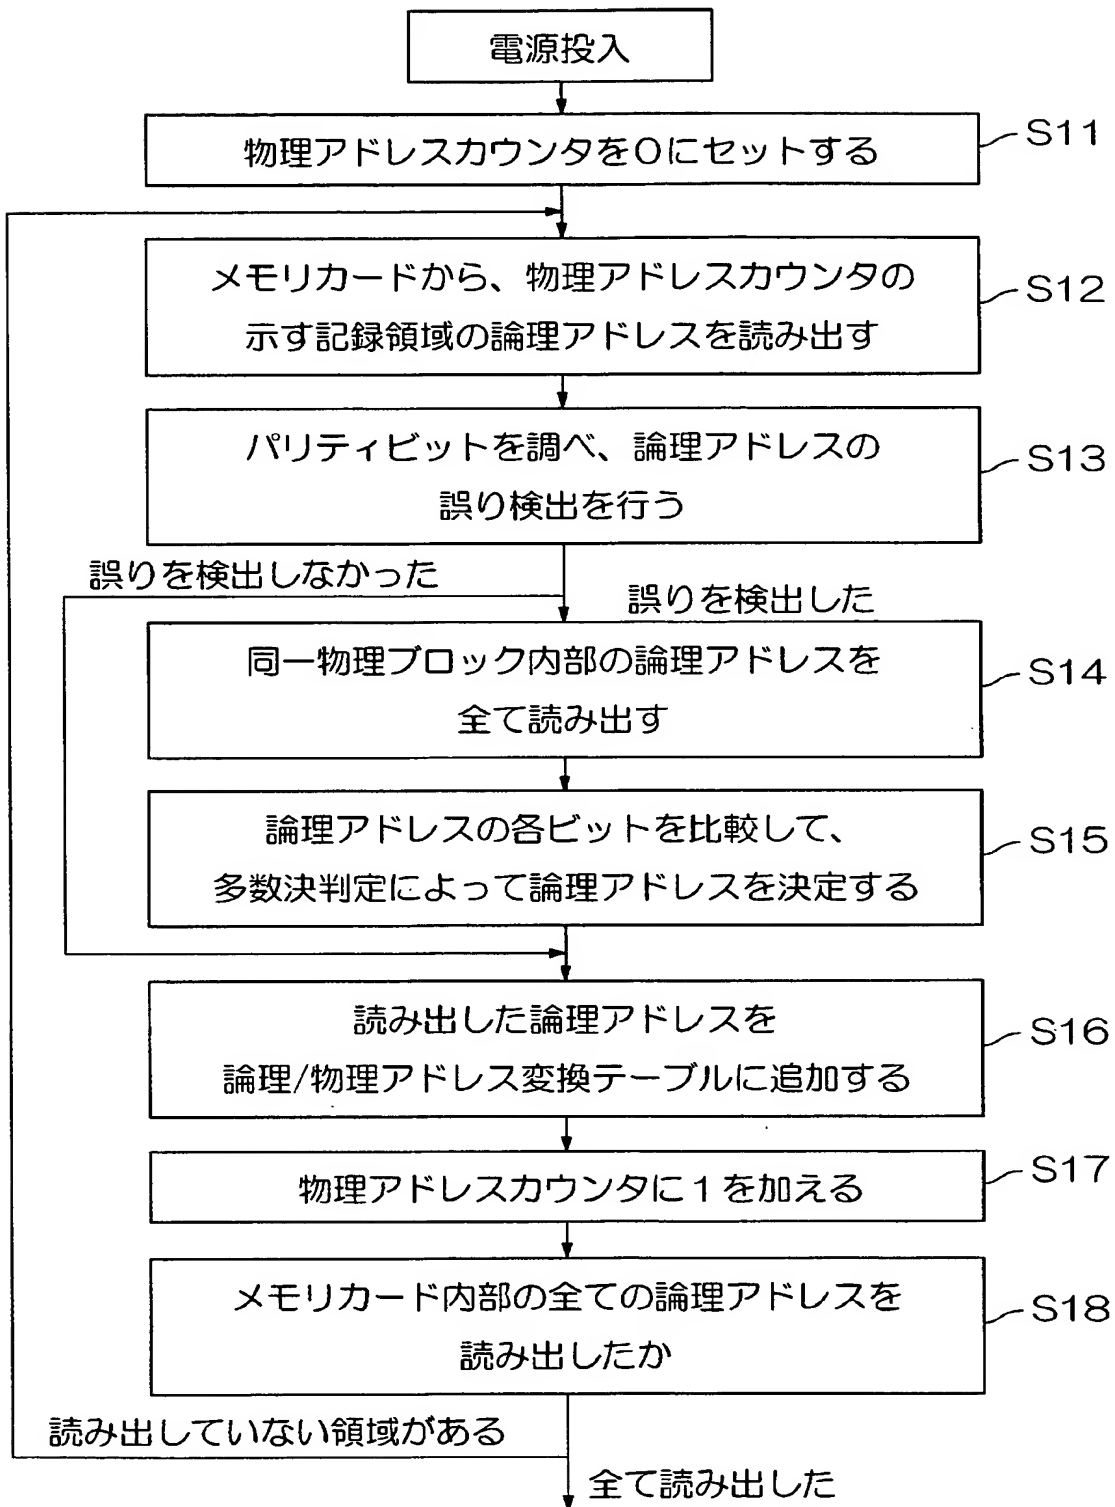 電源投入
物理アドレスカウンタを0にセットする
S11
メモリカードから、物理アドレスカウンタの
示す記録領域の論理アドレスを読み出す
S12
パリティビットを調べ、論理アドレスの
誤り検出を行う
S13
誤りを検出しなかった
誤りを検出した
同一物理ブロック内部の論理アドレスを
全て読み出す
S14
論理アドレスの各ビットを比較して、
多数決判定によって論理アドレスを決定する
S15
読み出した論理アドレスを
論理/物理アドレス変換テーブルに追加する
S16
物理アドレスカウンタに1を加える
S17
メモリカード内部の全ての論理アドレスを
読み出したか
S18
読み出していない領域がある
全て読み出した